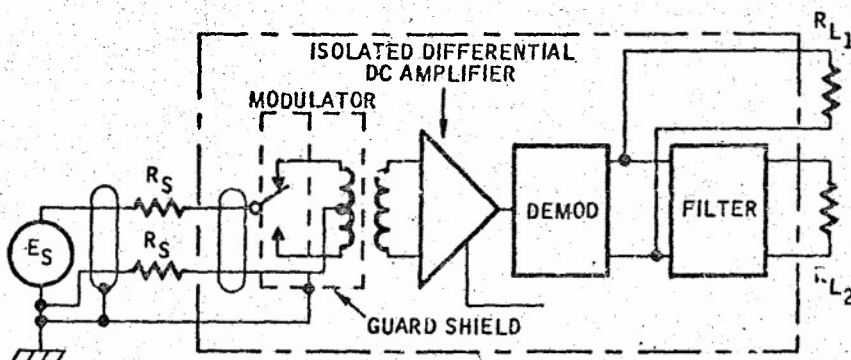 ISOLATED DIFFERENTIAL
DC AMPLIFIER
MODULATOR
R_L1
R_S
R_S
E_S
DEMOD
FILTER
R_L2
GUARD SHIELD